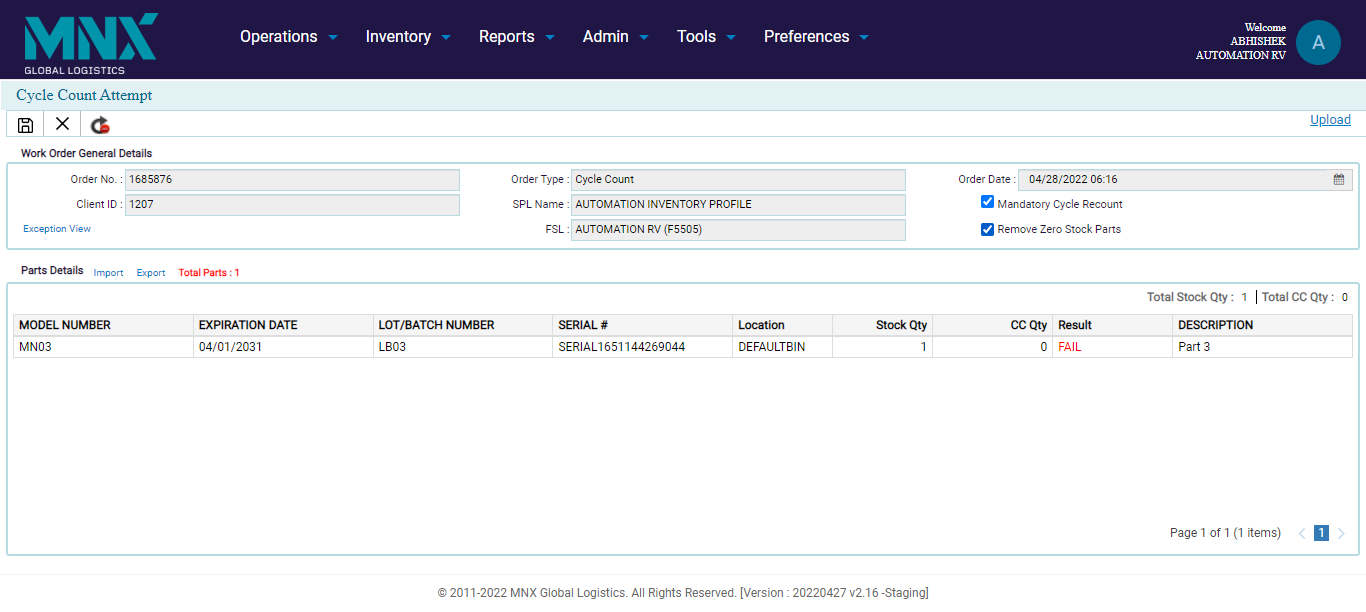 MNX
GLOBAL LOGISTICS
Operations Inventory Reports Admin Tools Preferences
Welcome
ABHISHEK
AUTOMATION RV
A
Cycle Count Attempt
Upload
Work Order General Details
Order No. : 1685876 Order Type : Cycle Count Order Date : 04/28/2022 06:16
Client ID : 1207 SPL Name : AUTOMATION INVENTORY PROFILE Mandatory Cycle Recount
Exception View FSL : AUTOMATION RV (F5505) Remove Zero Stock Parts
Parts Details Import Export Total Parts : 1
Total Stock Qty : 1 Total CC Qty : 0
MODEL NUMBER EXPIRATION DATE LOT/BATCH NUMBER SERIAL # Location Stock Qty CC Qty Result DESCRIPTION
MN03 04/01/2031 LB03 SERIAL1651144269044 DEFAULTBIN 1 0 FAIL Part 3
Page 1 of 1 (1 items) 1
© 2011-2022 MNX Global Logistics. All Rights Reserved. [Version : 20220427 v2.16 -Staging]